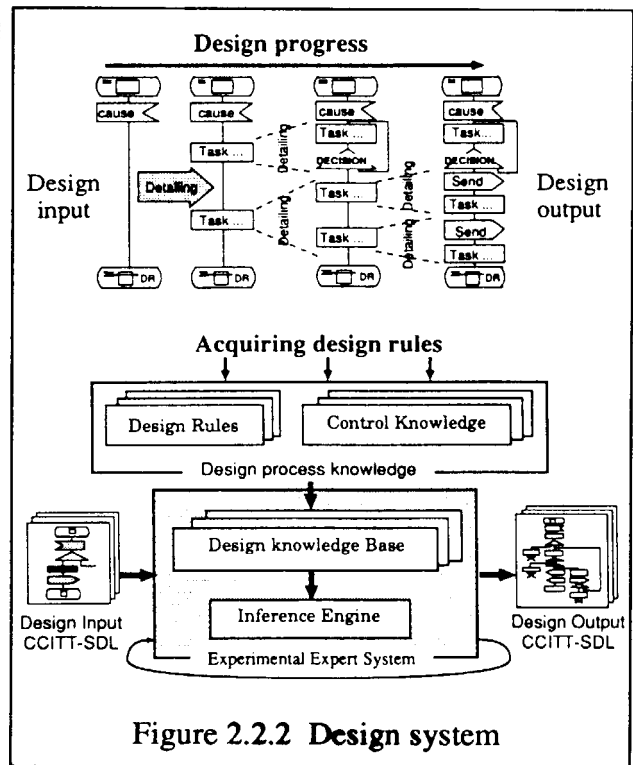 Design progress
cause
cause
cause
cause
Task ...
Task ...
Task ...
DECISION
DECISION
Detailing
Detailing
Send
Design input
Detailing
Design output
Task ...
Task ...
Task ...
Detailing
Detailing
Send
Task ...
Task ...
DR
DR
DR
DR
Acquiring design rules
Design Rules
Control Knowledge
Design process knowledge
Design knowledge Base
Inference Engine
Design Input
CCITT-SDL
Experimental Expert System
Design Output
CCITT-SDL
Figure 2.2.2 Design system